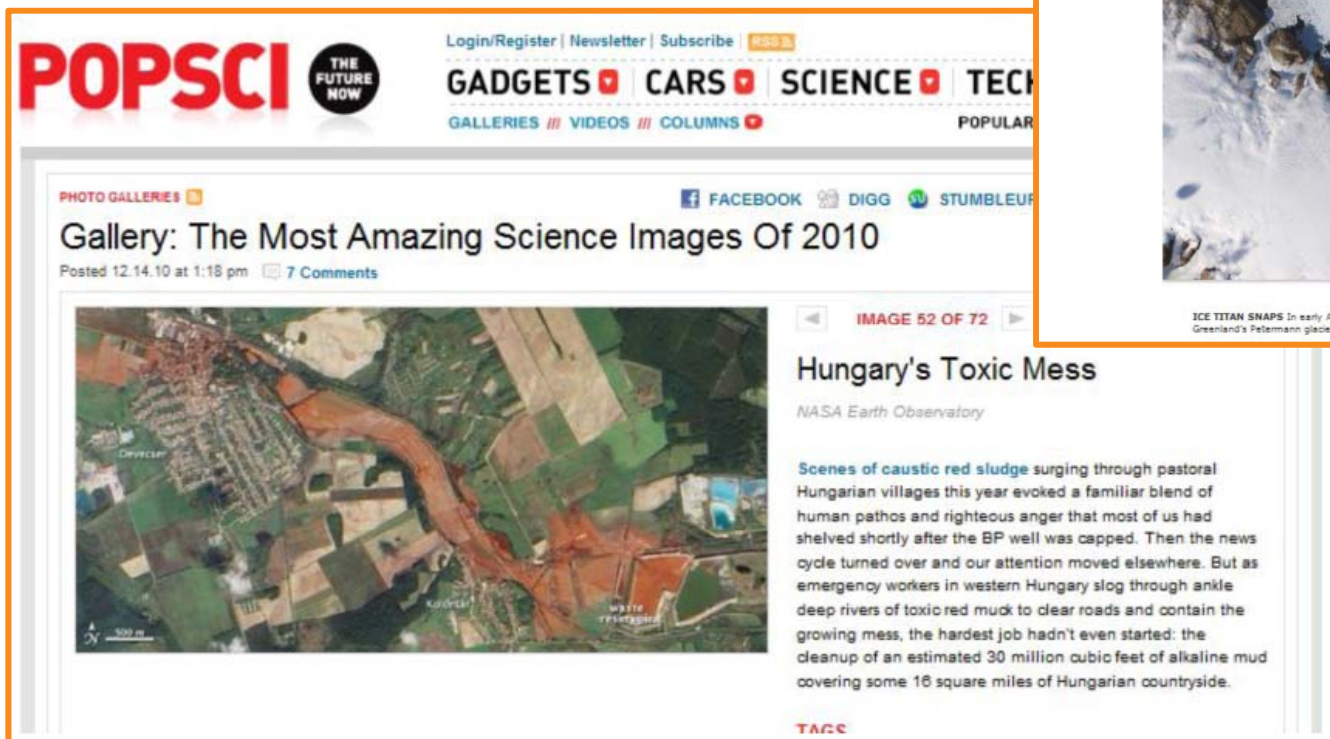 POPSCI
THE
FUTURE
NOW
Login/Register | Newsletter | Subscribe | RSS
GADGETS | CARS | SCIENCE | TECH
GALLERIES /// VIDEOS /// COLUMNS
POPULAR
PHOTO GALLERIES
FACEBOOK DIGG STUMBLEUP
Gallery: The Most Amazing Science Images Of 2010
Posted 12.14.10 at 1:18 pm 7 Comments
Devecser
Kolontár
waste
reservoirs
N 500 m
IMAGE 52 OF 72
Hungary's Toxic Mess
NASA Earth Observatory
Scenes of caustic red sludge surging through pastoral
Hungarian villages this year evoked a familiar blend of
human pathos and righteous anger that most of us had
shelved shortly after the BP well was capped. Then the news
cycle turned over and our attention moved elsewhere. But as
emergency workers in western Hungary slog through ankle
deep rivers of toxic red muck to clear roads and contain the
growing mess, the hardest job hadn't even started: the
cleanup of an estimated 30 million cubic feet of alkaline mud
covering some 16 square miles of Hungarian countryside.
TAGS
ICE TITAN SNAPS In early A
Greenland's Petermann glacie